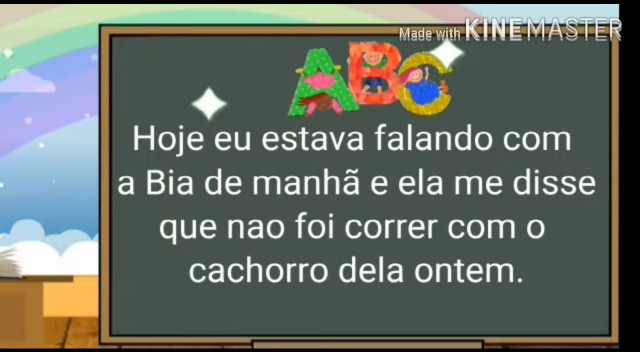 Made with KINEMASTER
ABC
Hoje eu estava falando com
a Bia de manhã e ela me disse
que nao foi correr com o
cachorro dela ontem.